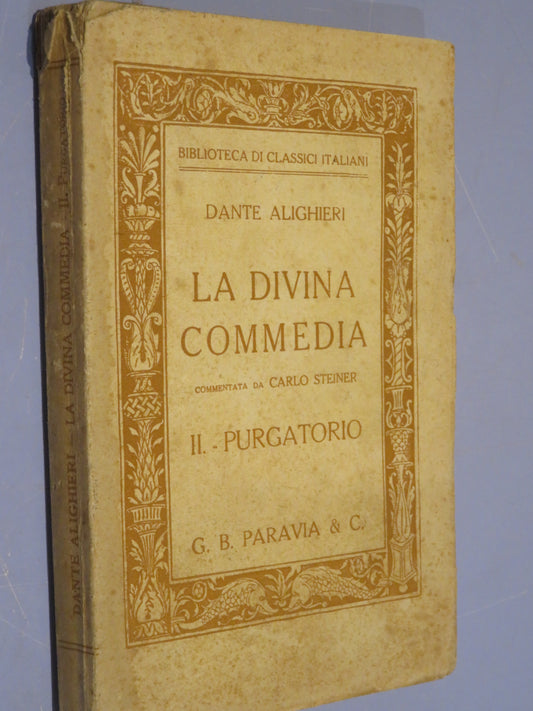 BIBLIOTECA DI CLASSICI ITALIANI
DANTE ALIGHIERI
LA DIVINA
COMMEDIA
COMMENTATA DA CARLO STEINER
II. - PURGATORIO
G. B. PARAVIA & C.
DANTE ALIGHIERI – LA DIVINA COMMEDIA – II. PURGATORIO